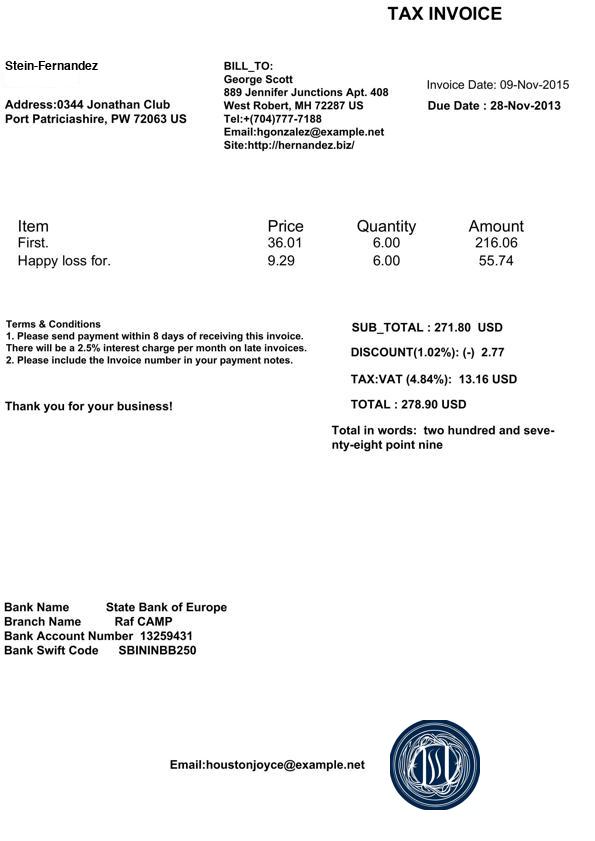 TAX INVOICE
Stein-Fernandez
Address:0344 Jonathan Club
Port Patriciashire, PW 72063 US
BILL_TO:
George Scott
889 Jennifer Junctions Apt. 408
West Robert, MH 72287 US
Tel:+(704)777-7188
Email:hgonzalez@example.net
Site:http://hernandez.biz/
Invoice Date: 09-Nov-2015
Due Date : 28-Nov-2013
Item Price Quantity Amount
First. 36.01 6.00 216.06
Happy loss for. 9.29 6.00 55.74
Terms & Conditions
1. Please send payment within 8 days of receiving this invoice.
There will be a 2.5% interest charge per month on late invoices.
2. Please include the Invoice number in your payment notes.
Thank you for your business!
SUB_TOTAL : 271.80 USD
DISCOUNT(1.02%): (-) 2.77
TAX:VAT (4.84%): 13.16 USD
TOTAL : 278.90 USD
Total in words: two hundred and seve-
nty-eight point nine
Bank Name State Bank of Europe
Branch Name Raf CAMP
Bank Account Number 13259431
Bank Swift Code SBININBB250
Email:houstonjoyce@example.net